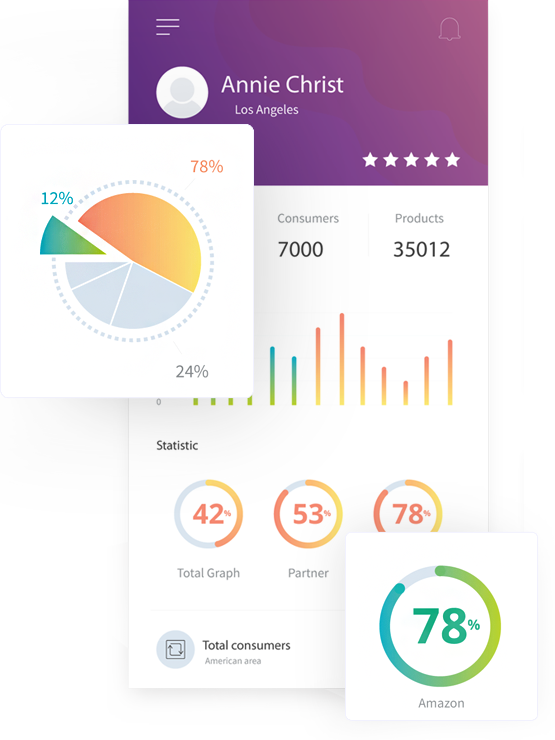 Annie Christ
Los Angeles
78%
12%
24%
Consumers
7000
Products
35012
0
Statistic
42%
53%
78%
Total Graph
Partner
Total consumers
American area
78%
Amazon